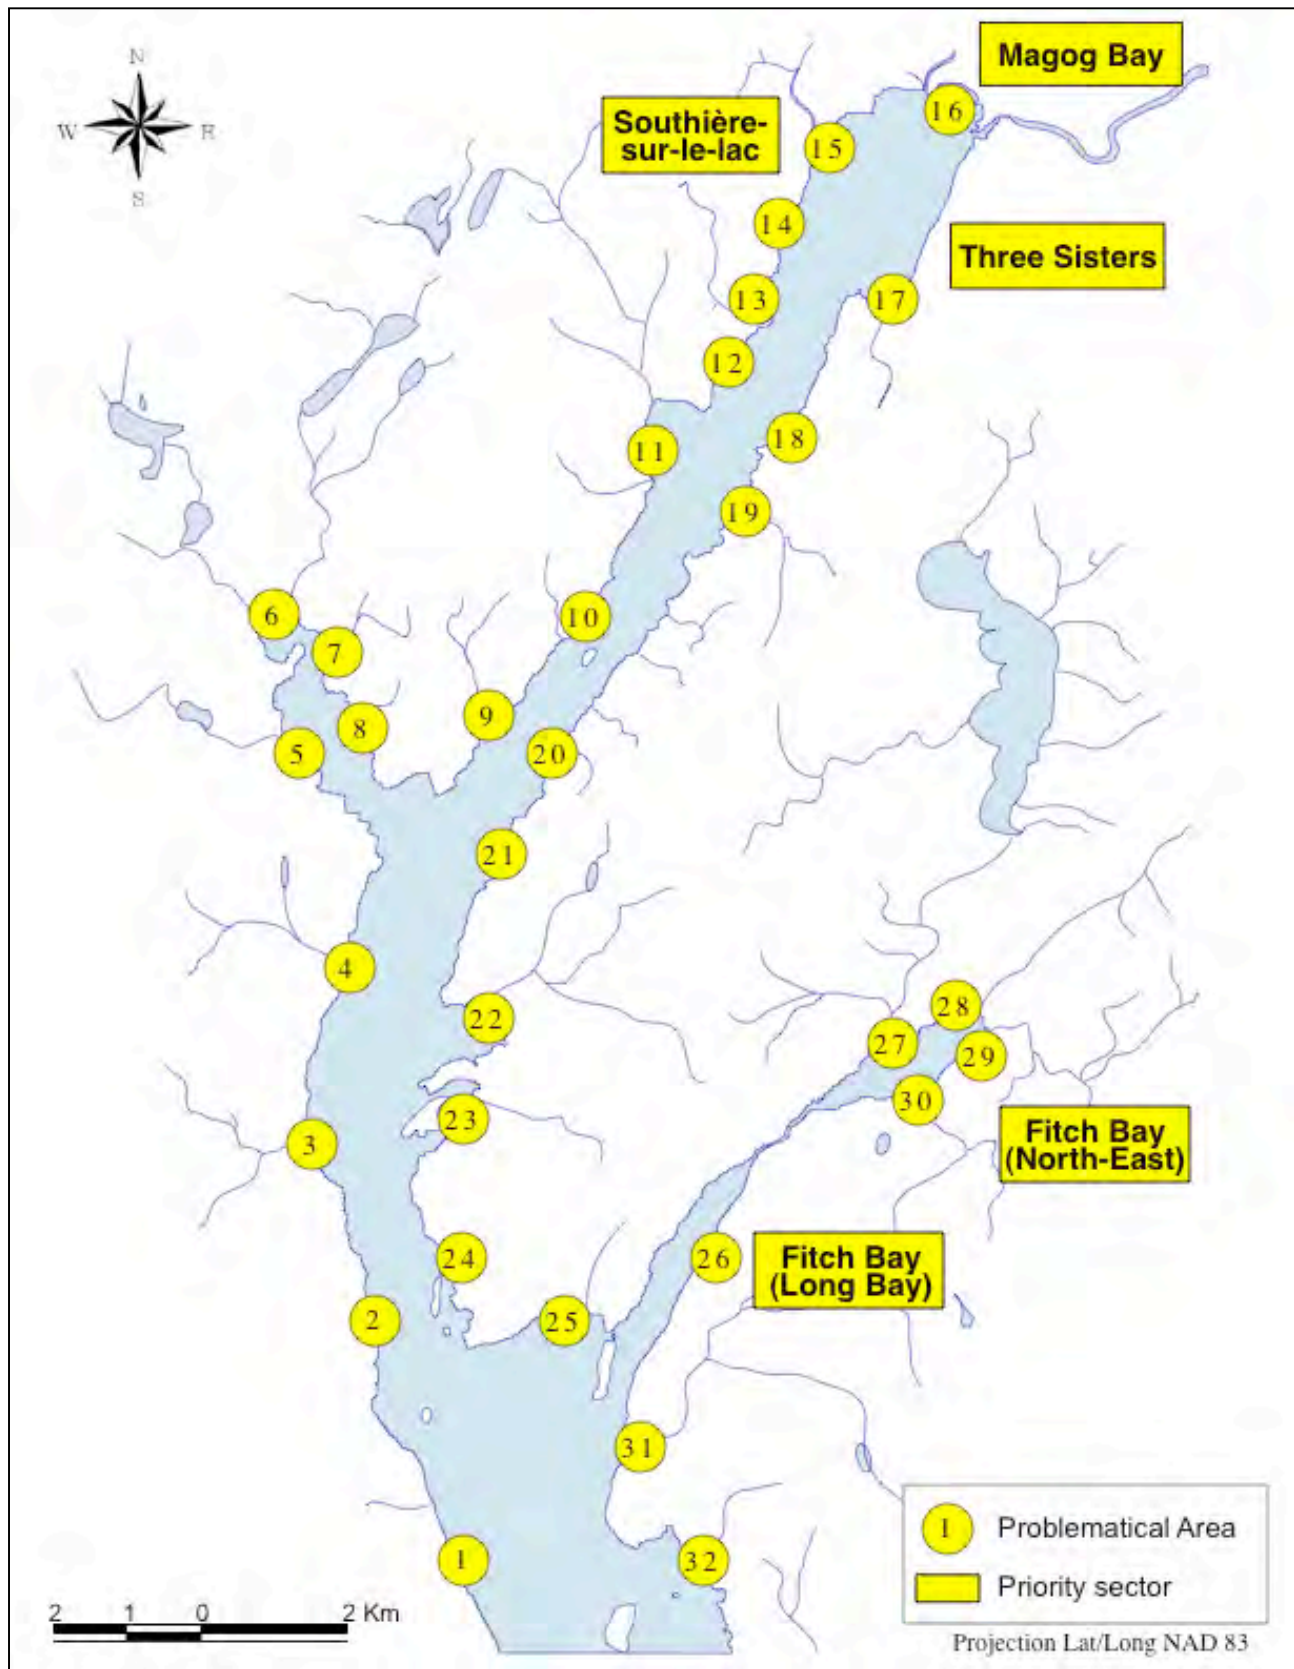 N
W
E
S
Magog Bay
16
Southière-
sur-le-lac
15
14
Three Sisters
13
17
12
11
18
19
6
10
7
9
8
5
20
21
4
22
28
27
29
23
30
3
Fitch Bay
(North-East)
24
26
Fitch Bay
(Long Bay)
2
25
31
1
Problematical Area
1
32
Priority sector
2 1 0 2 Km
Projection Lat/Long NAD 83